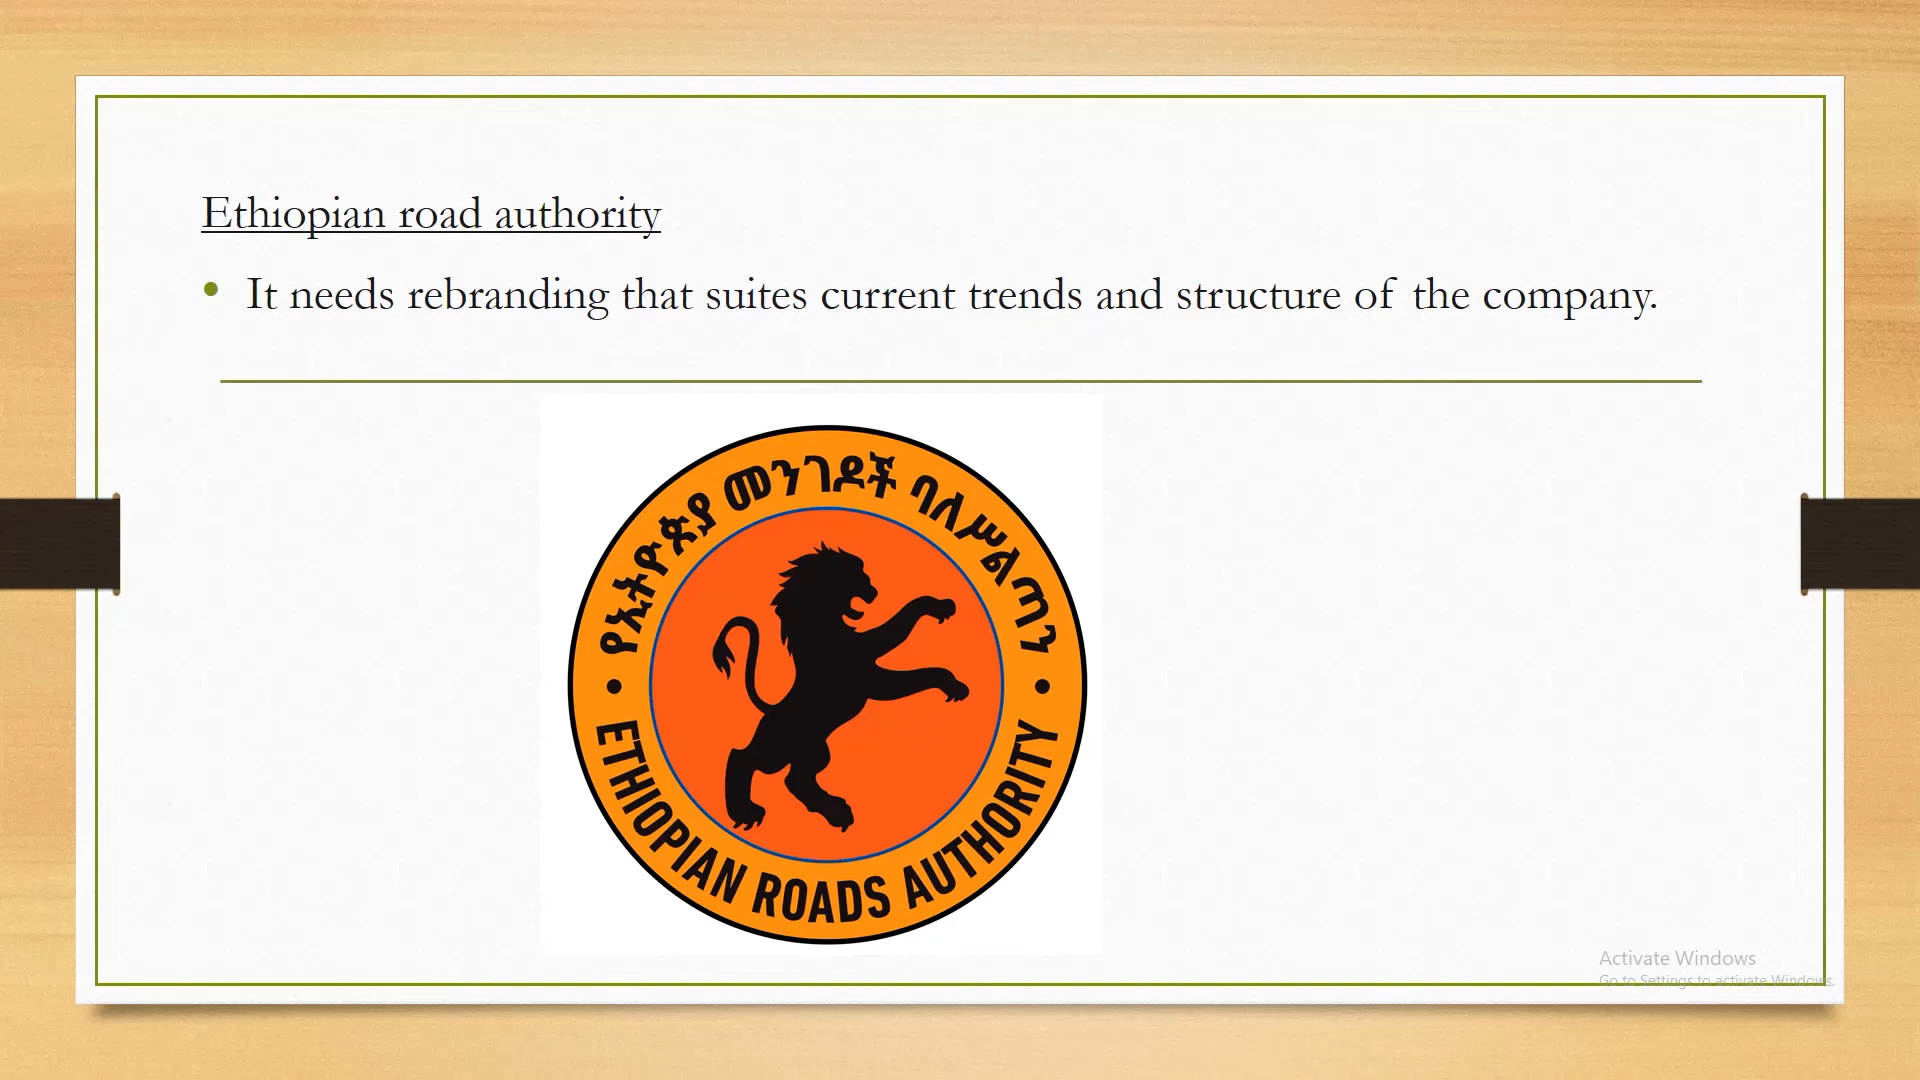 Ethiopian road authority
• It needs rebranding that suites current trends and structure of the company.
የኢትዮጵያ መንገዶች ባለሥልጣን
• ETHIOPIAN ROADS AUTHORITY •
Activate Windows
Go to Settings to activate Windows.